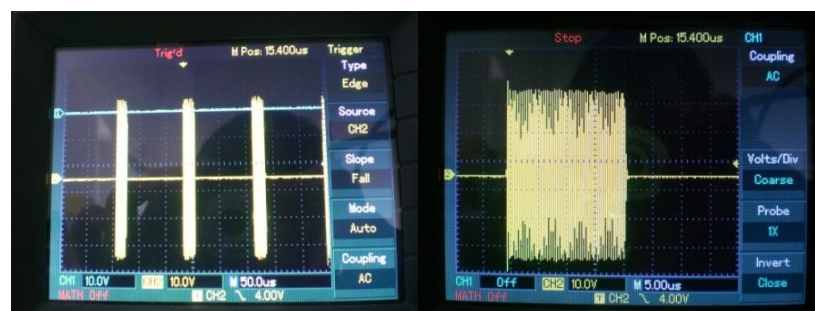 Trig'd M Pos: 15.400us Trigger
Type
Edge
Source
CH2
Slope
Fall
Mode
Auto
Coupling
AC
CH1 10.0V CH2 10.0V M 50.0us
MATH Off T CH2 4.00V
Stop M Pos: 15.400us CH1
Coupling
AC
Volts/Div
Coarse
Probe
1X
Invert
Close
CH1 Off CH2 10.0V M 5.00us
MATH Off T CH2 4.00V